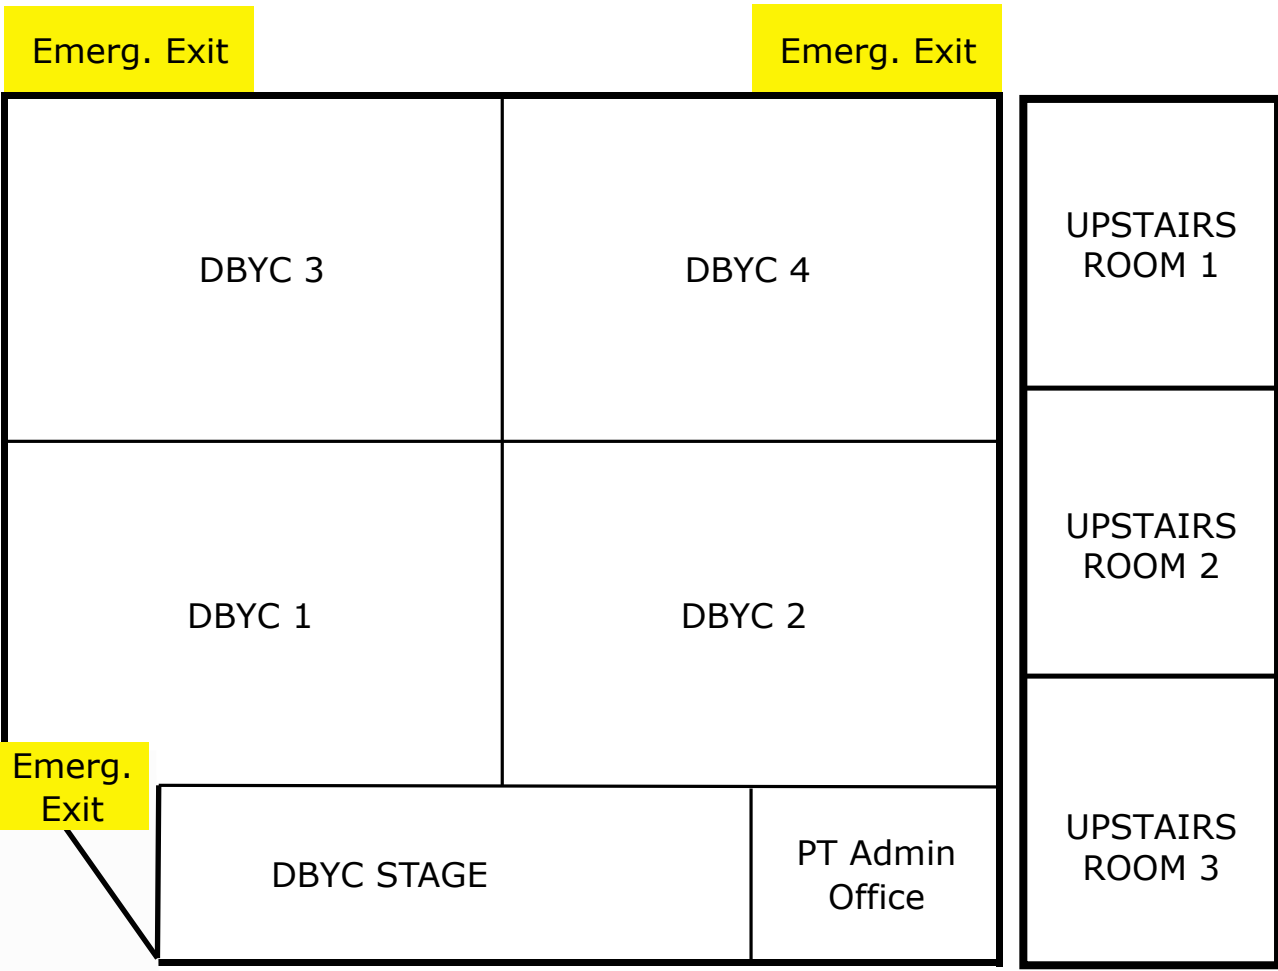 Emerg. Exit
Emerg. Exit
DBYC 3
DBYC 4
UPSTAIRS
ROOM 1
DBYC 1
DBYC 2
UPSTAIRS
ROOM 2
Emerg.
Exit
DBYC STAGE
PT Admin
Office
UPSTAIRS
ROOM 3